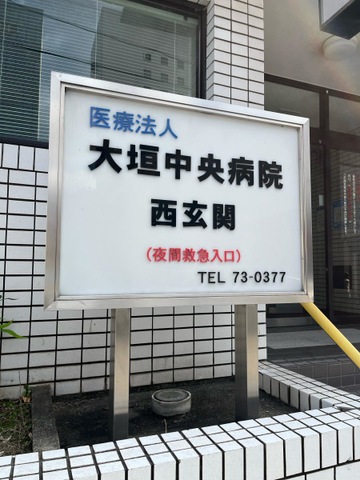 医療法人
大垣中央病院
西玄関
（夜間救急入口）
TEL 73-0377